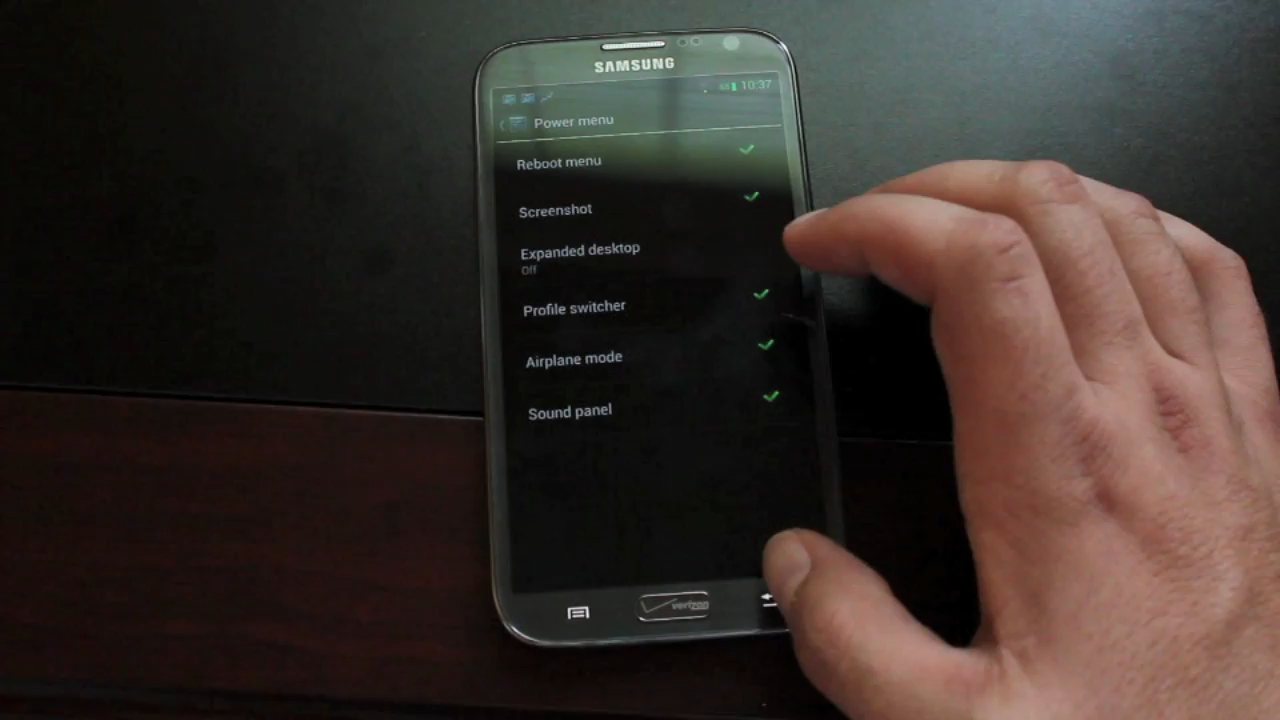 SAMSUNG
10:37
Power menu
Reboot menu
Screenshot
Expanded desktop
Off
Profile switcher
Airplane mode
Sound panel
verizon